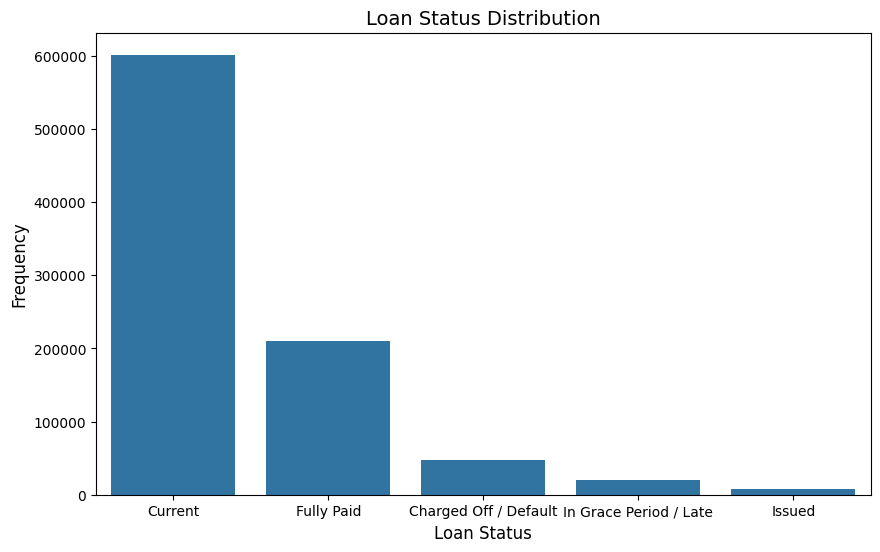 Loan Status Distribution
Frequency
600000
500000
400000
300000
200000
100000
0
Current Fully Paid Charged Off / Default In Grace Period / Late Issued
Loan Status